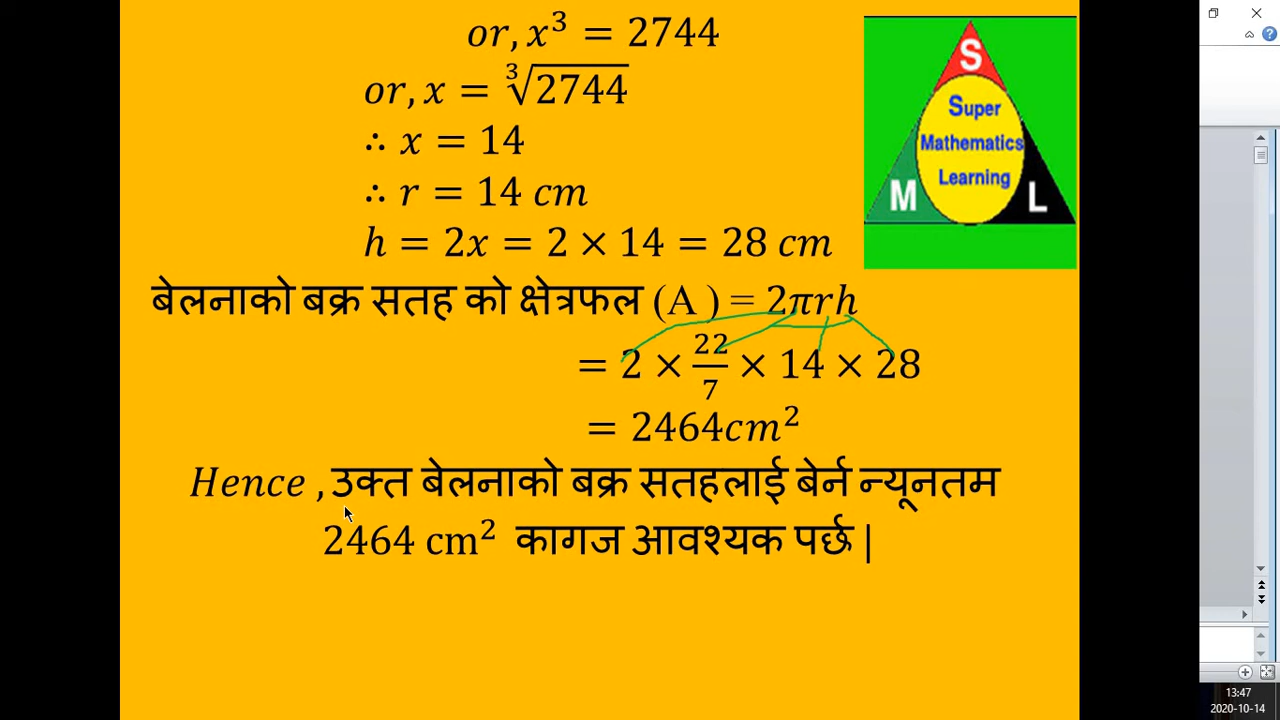 or, x³ = 2744
or, x = ∛2744
∴ x = 14
∴ r = 14 cm
h = 2x = 2 × 14 = 28 cm
बेलनाको बक्र सतह को क्षेत्रफल (A ) = 2πrh
= 2 × 22/7 × 14 × 28
= 2464cm²
Hence ,उक्त बेलनाको बक्र सतहलाई बेर्न न्यूनतम
2464 cm² कागज आवश्यक पर्छ |
S
Super
Mathematics
Learning
M L
13:47
2020-10-14